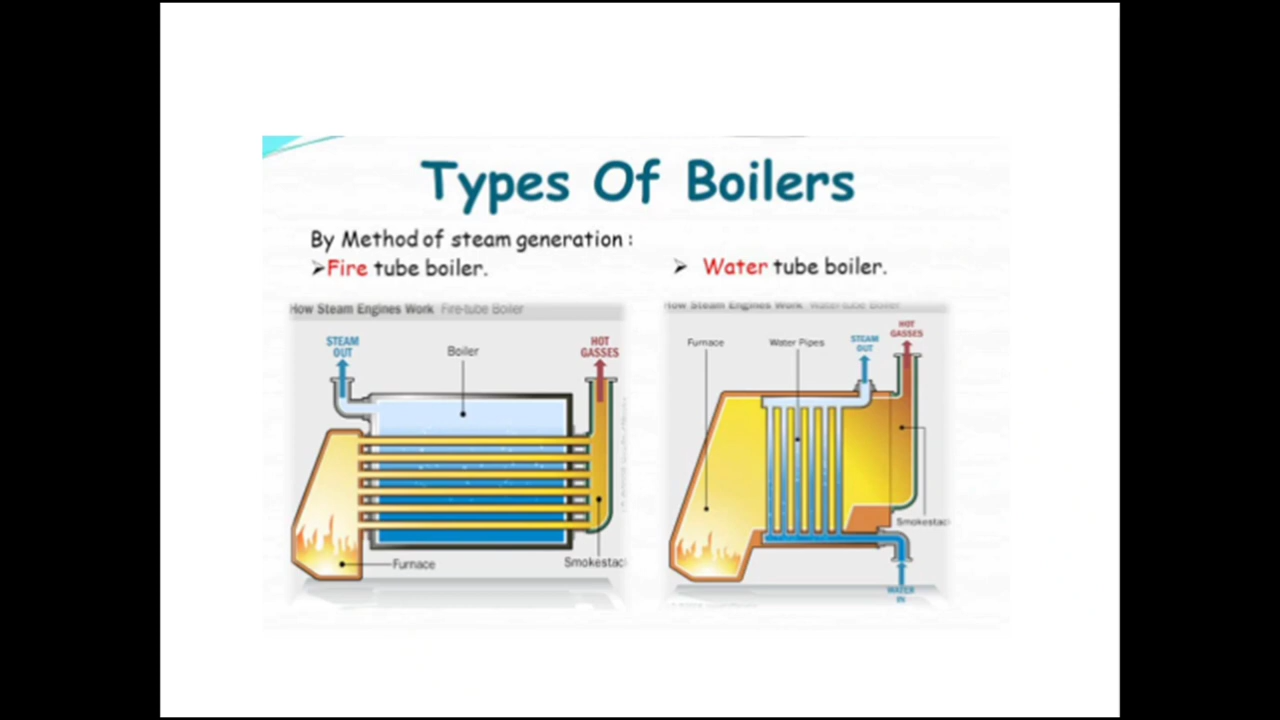 Types Of Boilers
By Method of steam generation :
➢Fire tube boiler.
➢ Water tube boiler.
How Steam Engines Work Fire-tube Boiler
STEAM OUT
Boiler
HOT GASSES
Furnace
Smokestac
How Steam Engines Work Water-tube Boiler
Furnace
Water Pipes
STEAM OUT
HOT GASSES
Smokestac
WATER IN